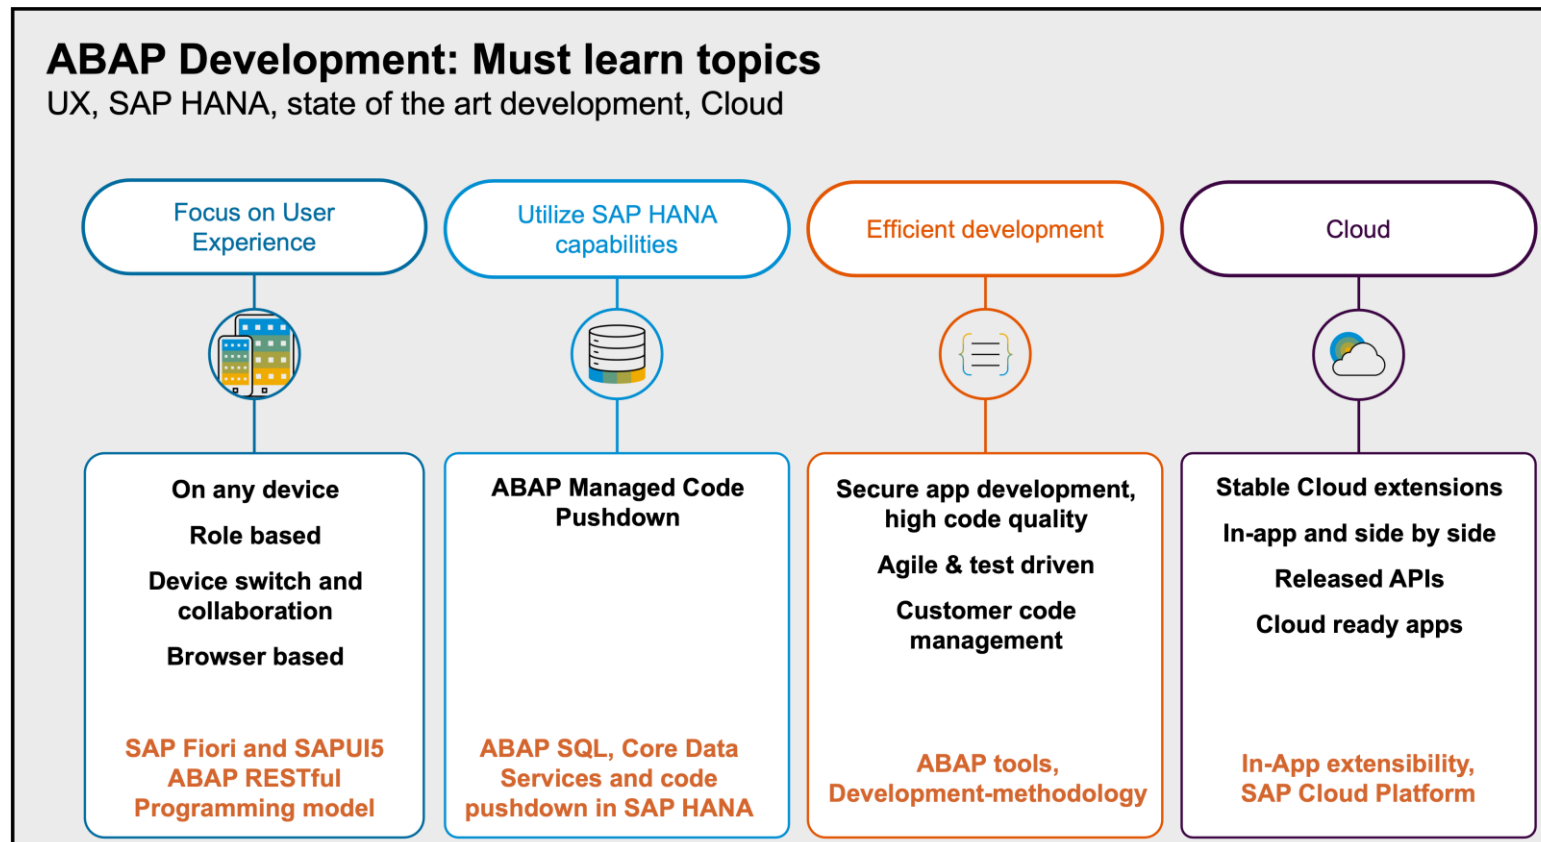 ABAP Development: Must learn topics
UX, SAP HANA, state of the art development, Cloud
Focus on User
Experience
On any device
Role based
Device switch and
collaboration
Browser based
SAP Fiori and SAPUI5
ABAP RESTful
Programming model
Utilize SAP HANA
capabilities
ABAP Managed Code
Pushdown
ABAP SQL, Core Data
Services and code
pushdown in SAP HANA
Efficient development
Secure app development,
high code quality
Agile & test driven
Customer code
management
ABAP tools,
Development-methodology
Cloud
Stable Cloud extensions
In-app and side by side
Released APIs
Cloud ready apps
In-App extensibility,
SAP Cloud Platform